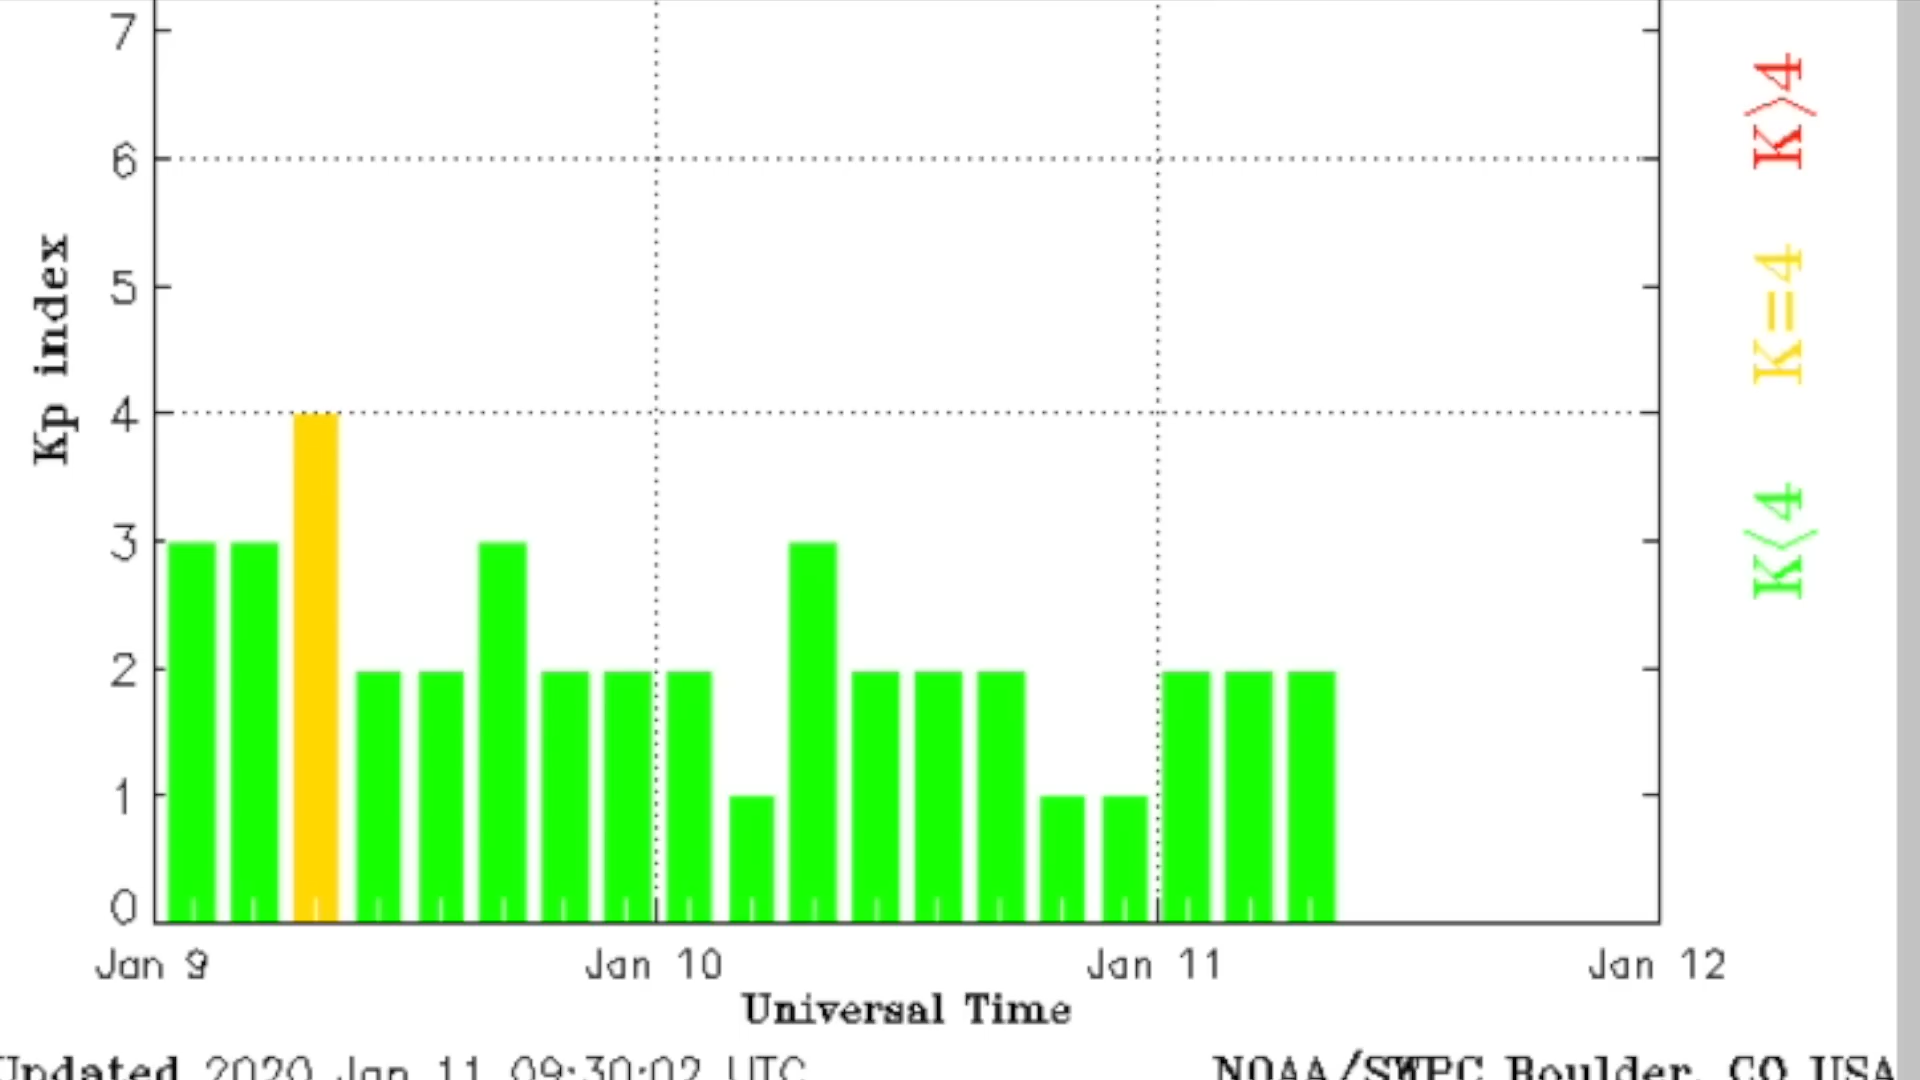 7
6
5
4
3
2
1
0
Kp index
K>4
K=4
K<4
Jan 9 Jan 10 Jan 11 Jan 12
Universal Time
Updated 2020 Jan 11 09:30:02 UTC NOAA/SWPC Boulder, CO USA